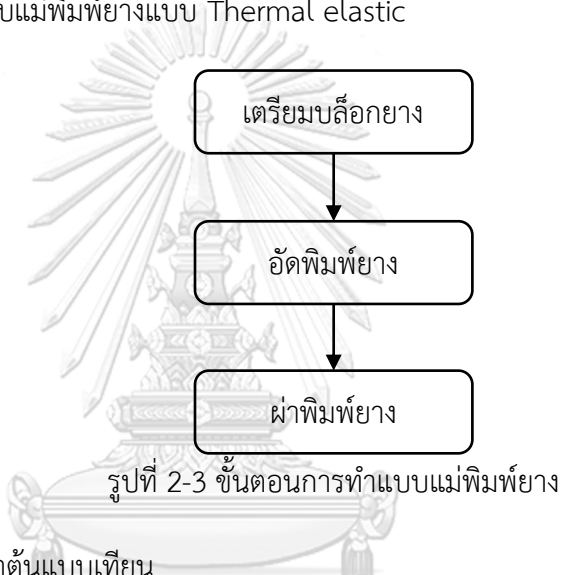 แม่พิมพ์ยางแบบ Thermal elastic
เตรียมบล็อกยาง
อัดพิมพ์ยาง
ผ่าพิมพ์ยาง
รูปที่ 2-3 ขั้นตอนการทำแบบแม่พิมพ์ยาง
ต้นแบบเทียน